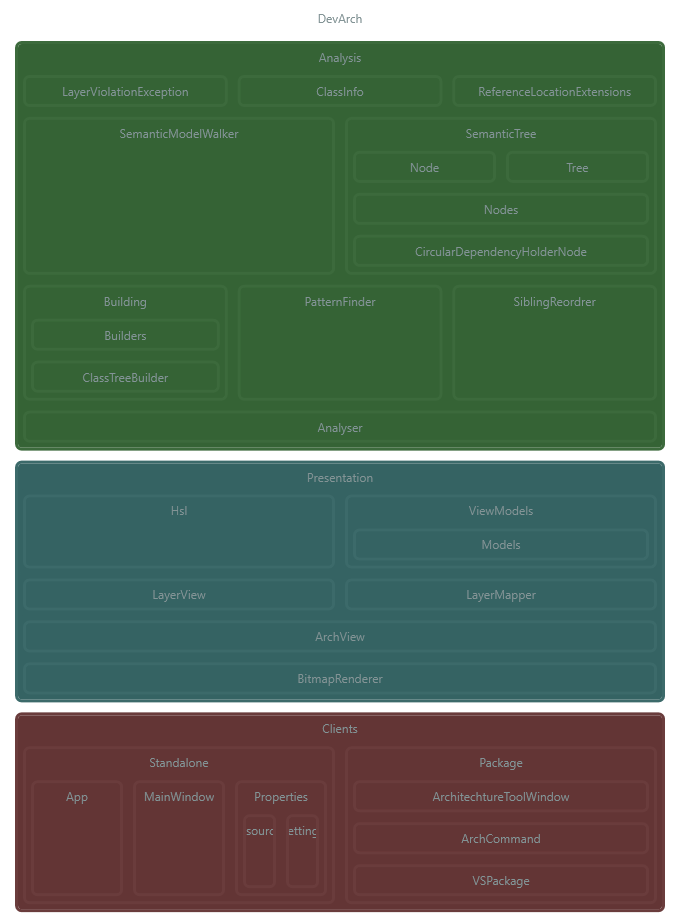 DevArch
Analysis
LayerViolationException
ClassInfo
ReferenceLocationExtensions
SemanticModelWalker
SemanticTree
Node
Tree
Nodes
CircularDependencyHolderNode
Building
PatternFinder
SiblingReordrer
Builders
ClassTreeBuilder
Analyser
Presentation
Hsl
ViewModels
Models
LayerView
LayerMapper
ArchView
BitmapRenderer
Clients
Standalone
Package
App
MainWindow
Properties
ArchitechtureToolWindow
sourc
etting
ArchCommand
VSPackage